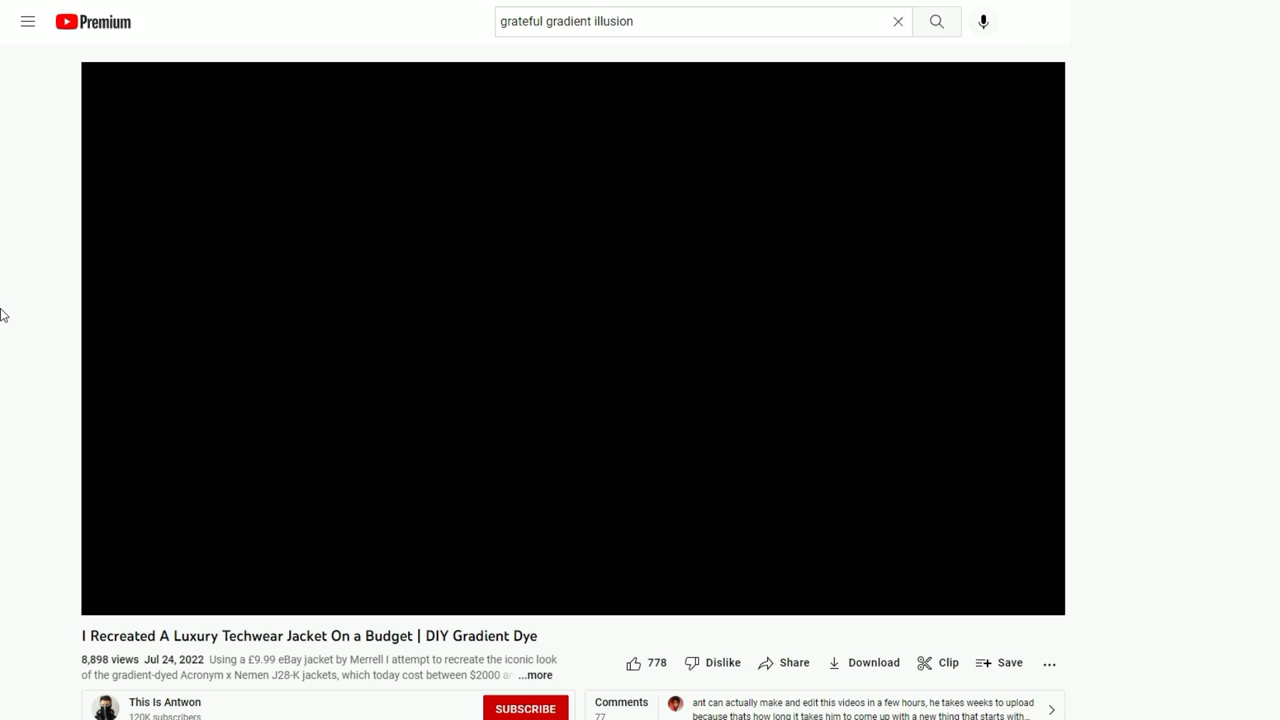 Premium
grateful gradient illusion
I Recreated A Luxury Techwear Jacket On a Budget | DIY Gradient Dye
8,898 views Jul 24, 2022 Using a £9.99 eBay jacket by Merrell I attempt to recreate the iconic look
of the gradient-dyed Acronym x Nemen J28-K jackets, which today cost between $2000 ...more
778 Dislike Share Download Clip Save
This Is Antwon
120K subscribers
SUBSCRIBE
Comments
77
ant can actually make and edit this videos in a few hours, he takes weeks to upload
because thats how long it takes him to come up with a new thing that starts with...